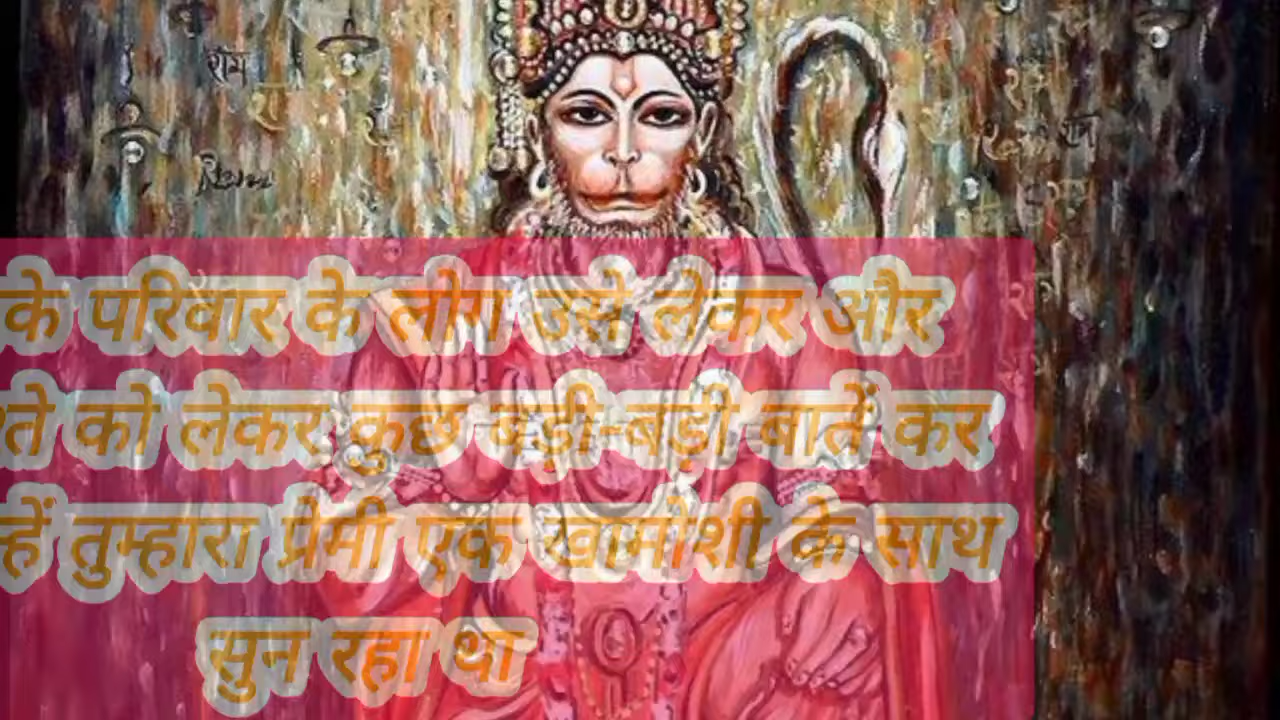 राम
राम
के परिवार के लोग उसे लेकर और
ते को लेकर कुछ बड़ी-बड़ी बातें कर
हें तुम्हारा प्रेमी एक खामोशी के साथ
सुन रहा था